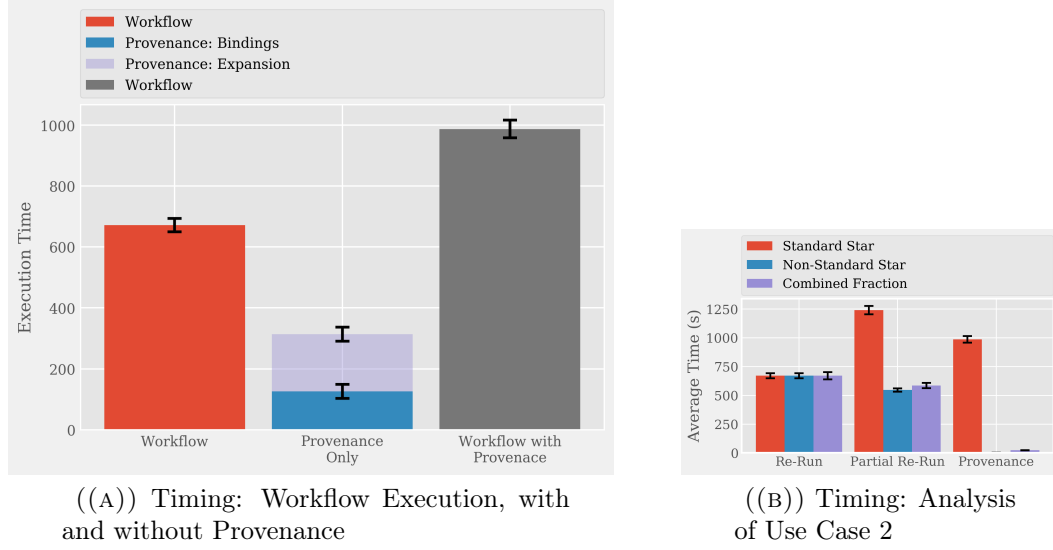 Workflow
Provenance: Bindings
Provenance: Expansion
Workflow
Execution Time
1000
800
600
400
200
0
Workflow
Provenance
Only
Workflow with
Provenace
((A)) Timing: Workflow Execution, with
and without Provenance
Standard Star
Non-Standard Star
Combined Fraction
Average Time (s)
1250
1000
750
500
250
0
Re-Run
Partial Re-Run
Provenance
((B)) Timing: Analysis
of Use Case 2